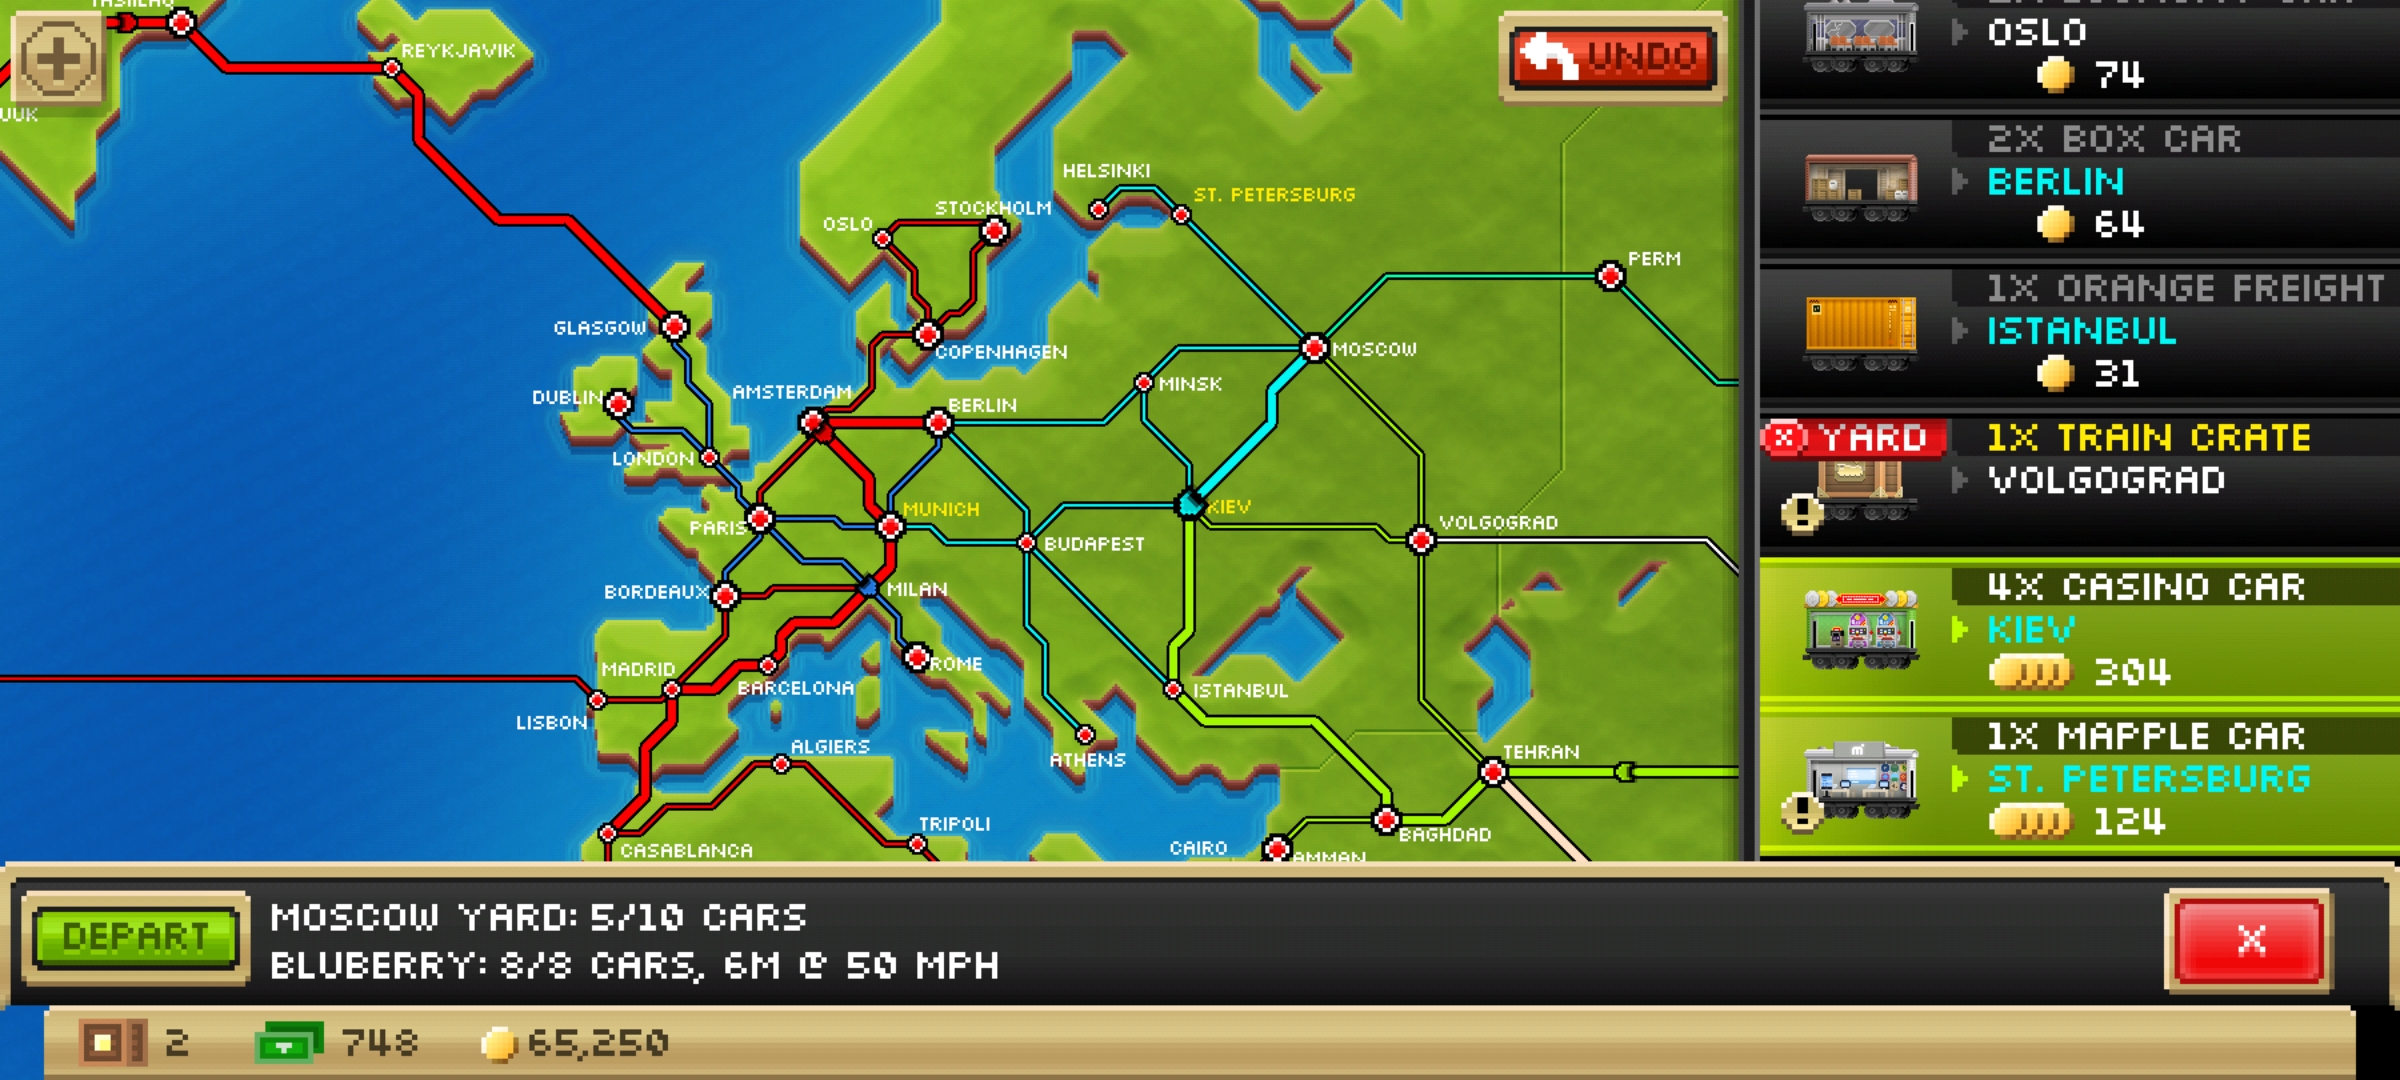 REYKJAVIK
UNDO
HELSINKI
ST. PETERSBURG
STOCKHOLM
OSLO
PERM
GLASGOW
COPENHAGEN
MOSCOW
MINSK
DUBLIN
AMSTERDAM
BERLIN
LONDON
PARIS
MUNICH
KIEV
VOLGOGRAD
BUDAPEST
BORDEAUX
MILAN
MADRID
ROME
BARCELONA
ISTANBUL
LISBON
ALGIERS
ATHENS
TEHRAN
TRIPOLI
BAGHDAD
CASABLANCA
CAIRO
AMMAN
OSLO
74
2X BOX CAR
BERLIN
64
1X ORANGE FREIGHT
ISTANBUL
31
YARD
1X TRAIN CRATE
VOLGOGRAD
4X CASINO CAR
KIEV
304
1X MAPPLE CAR
ST. PETERSBURG
124
DEPART
MOSCOW YARD: 5/10 CARS
BLUBERRY: 8/8 CARS, 6M @ 50 MPH
X
2 748 65,250